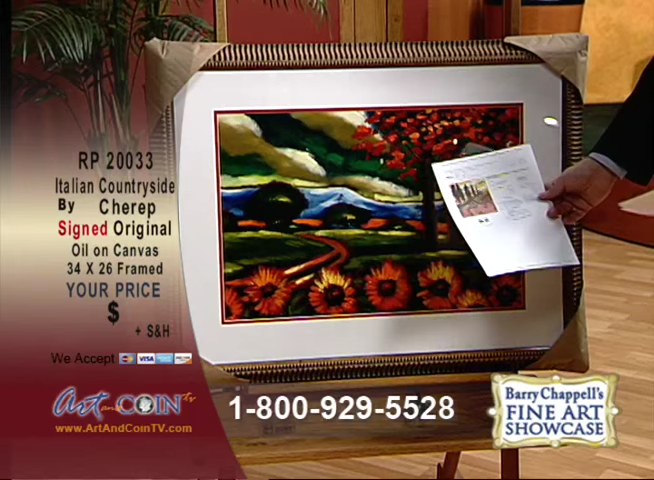 RP 20033
Italian Countryside
By Cherep
Signed Original
Oil on Canvas
34 X 26 Framed
YOUR PRICE
$
+ S&H
We Accept VISA
Art and COIN tv
www.ArtAndCoinTV.com
1-800-929-5528
Barry Chappell's
FINE ART
SHOWCASE